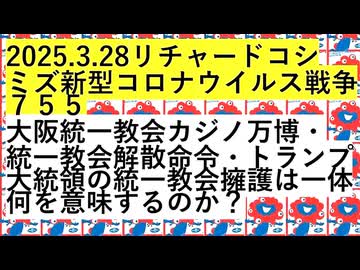 2025.3.28リチャードコシ
ミズ新型コロナウイルス戦争
７５５
大阪統一教会カジノ万博・
統一教会解散命令・トランプ
大統領の統一教会擁護は一体
何を意味するのか？